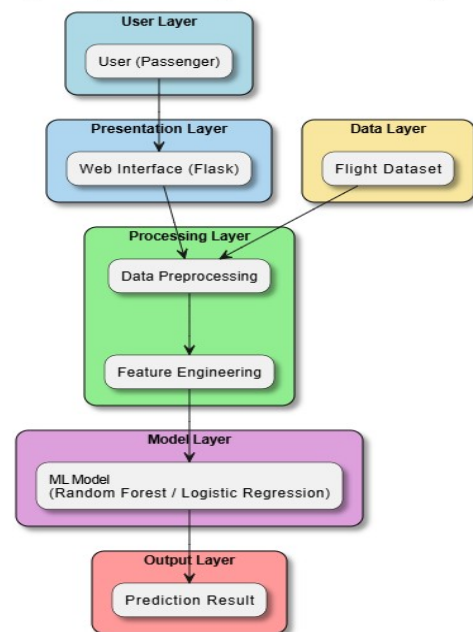 User Layer
User (Passenger)
Presentation Layer
Data Layer
Web Interface (Flask)
Flight Dataset
Processing Layer
Data Preprocessing
Feature Engineering
Model Layer
ML Model
(Random Forest / Logistic Regression)
Output Layer
Prediction Result